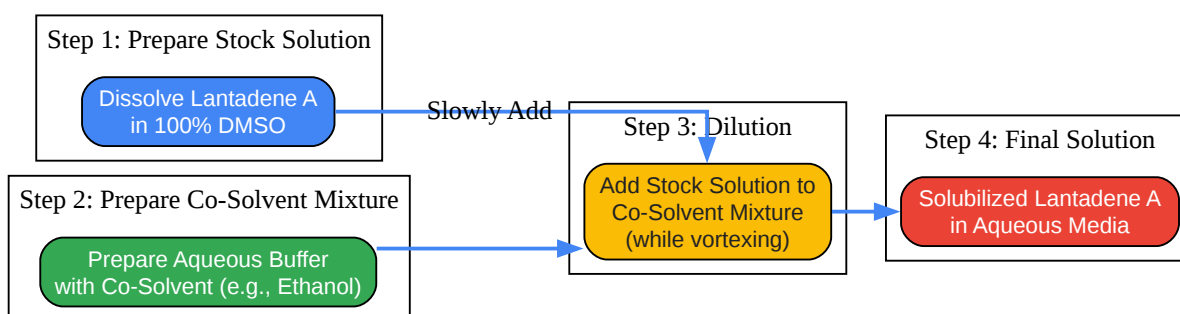 Step 1: Prepare Stock Solution
Dissolve Lantadene A
in 100% DMSO
Slowly Add
Step 2: Prepare Co-Solvent Mixture
Prepare Aqueous Buffer
with Co-Solvent (e.g., Ethanol)
Step 3: Dilution
Add Stock Solution to
Co-Solvent Mixture
(while vortexing)
Step 4: Final Solution
Solubilized Lantadene A
in Aqueous Media